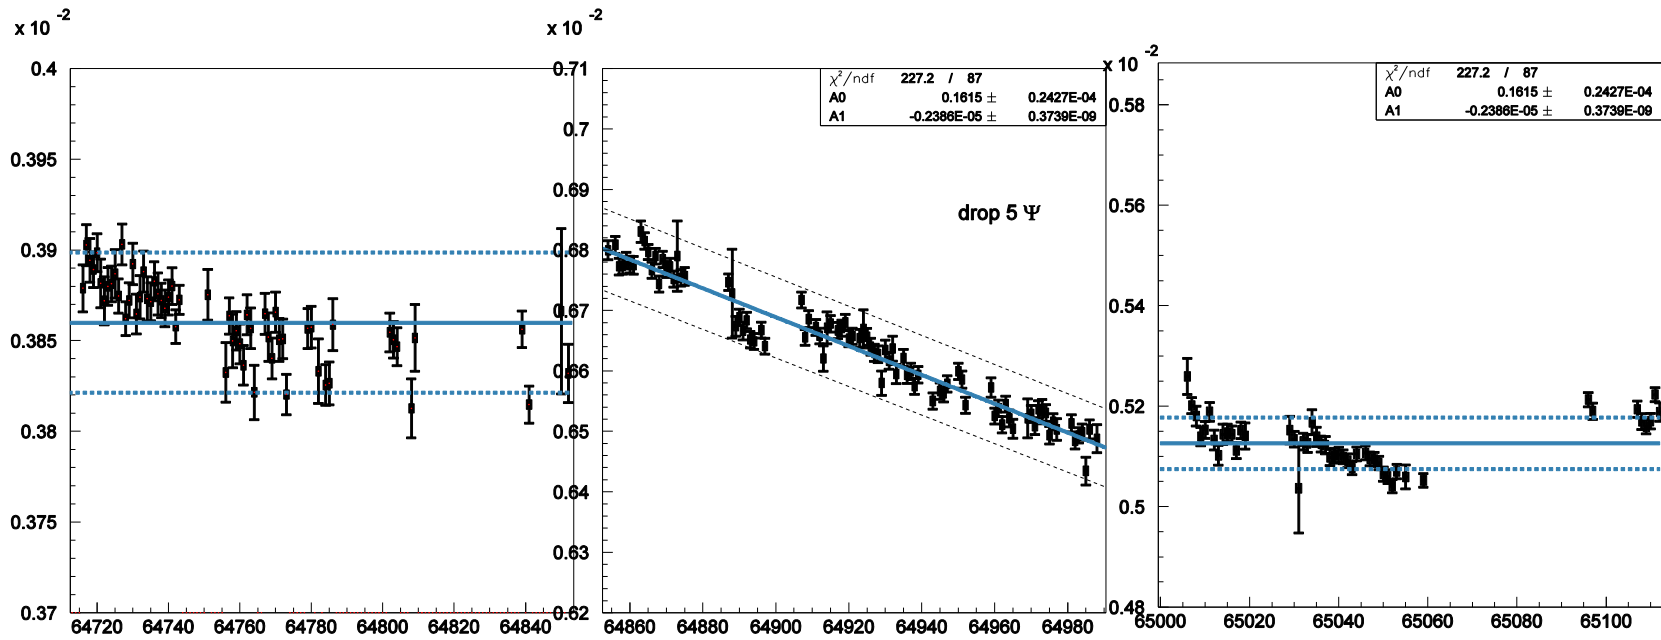 x 10 -2
0.4
0.395
0.39
0.385
0.38
0.375
0.37
64720 64740 64760 64780 64800 64820 64840
x 10 -2
χ²/ndf 227.2 / 87
A0 0.1615 ± 0.2427E-04
A1 -0.2386E-05 ± 0.3739E-09
drop 5 Ψ
0.71
0.7
0.69
0.68
0.67
0.66
0.65
0.64
0.63
0.62
64860 64880 64900 64920 64940 64960 64980
x 10 -2
χ²/ndf 227.2 / 87
A0 0.1615 ± 0.2427E-04
A1 -0.2386E-05 ± 0.3739E-09
0.58
0.56
0.54
0.52
0.5
0.48
65000 65020 65040 65060 65080 65100